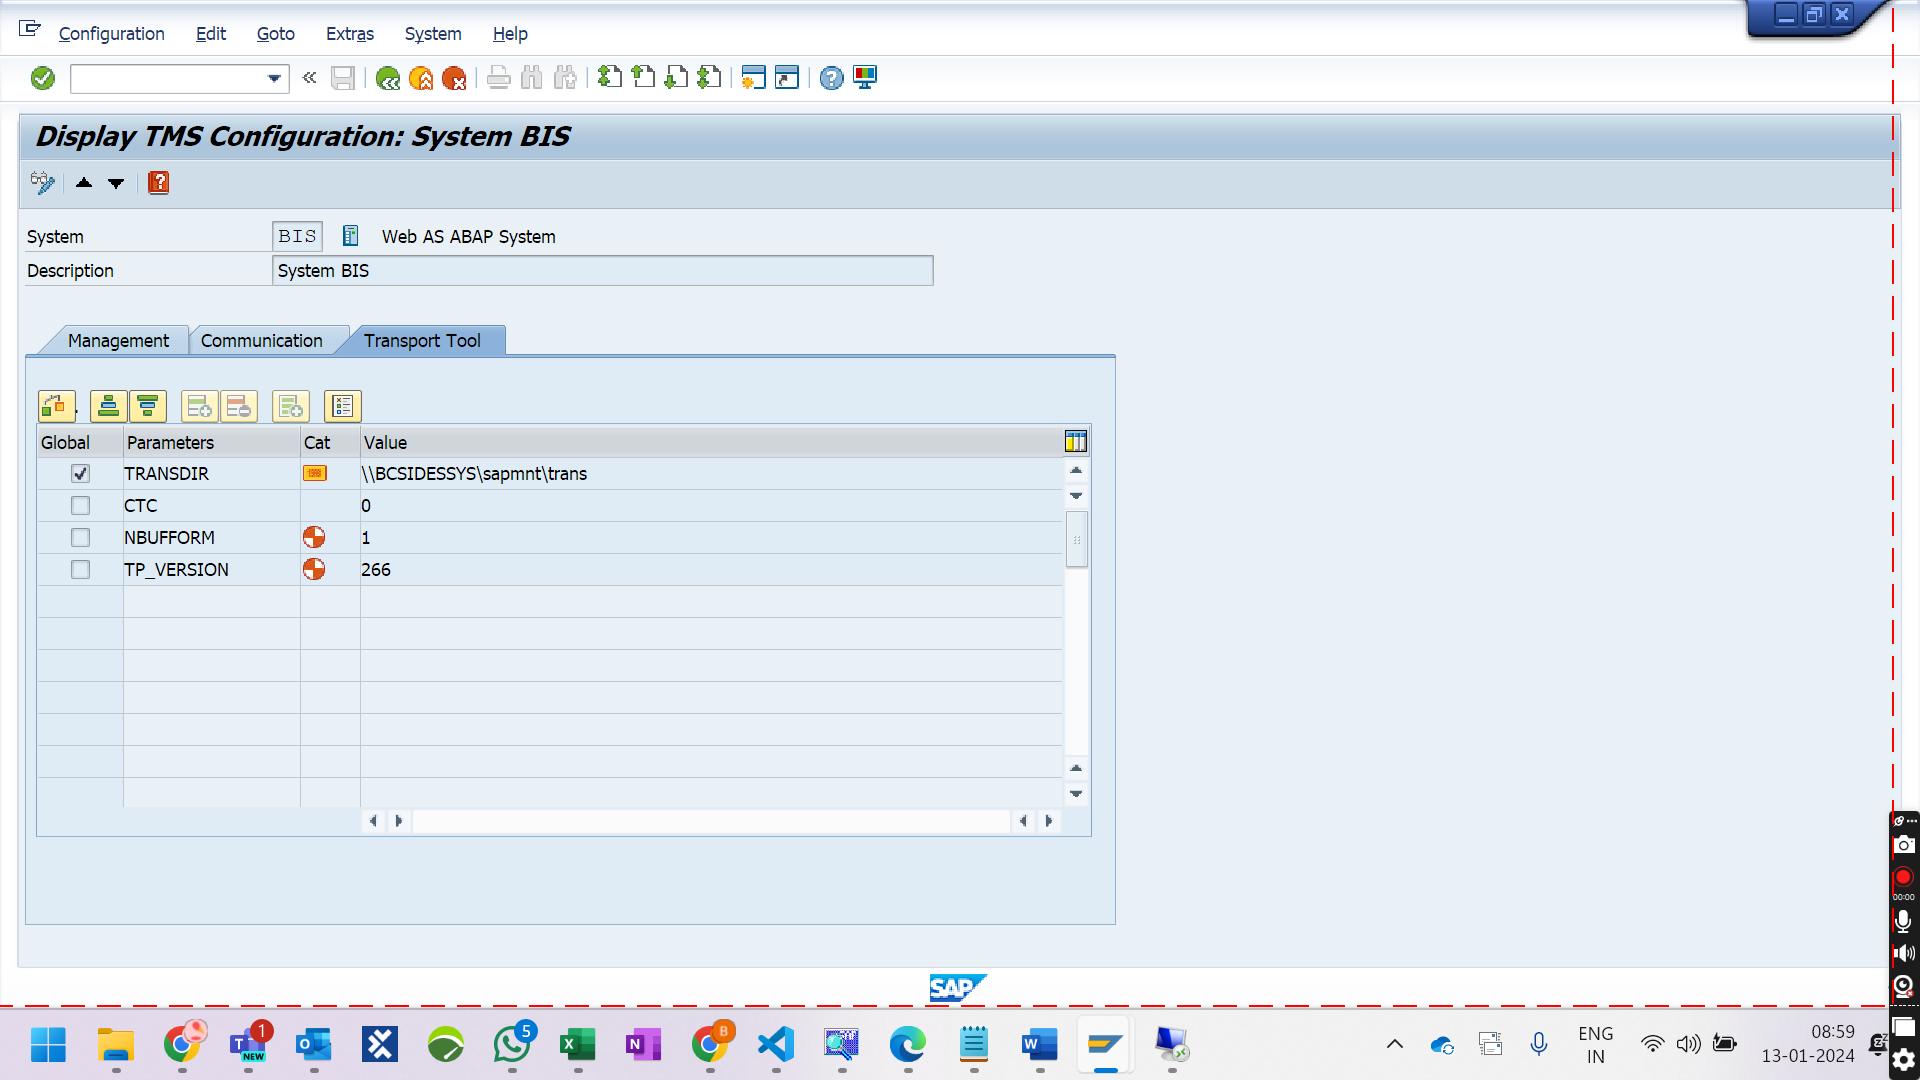 Configuration Edit Goto Extras System Help
Display TMS Configuration: System BIS
System BIS Web AS ABAP System
Description System BIS
Management Communication Transport Tool
Global Parameters Cat Value
TRANSDIR \\BCSIDESSYS\sapmnt\trans
CTC 0
NBUFFORM 1
TP_VERSION 266
SAP
00:00
1
NEW
5
B
ENG
IN
08:59
13-01-2024